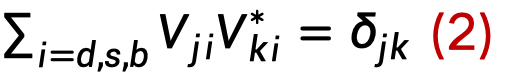 ∑_{i=d,s,b} V_{ji}V^*_{ki} = δ_{jk} (2)